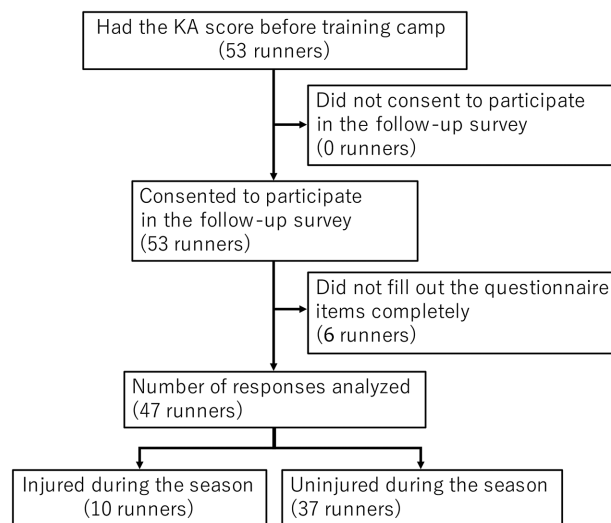 Had the KA score before training camp
(53 runners)
Did not consent to participate
in the follow-up survey
(0 runners)
Consented to participate
in the follow-up survey
(53 runners)
Did not fill out the questionnaire
items completely
(6 runners)
Number of responses analyzed
(47 runners)
Injured during the season
(10 runners)
Uninjured during the season
(37 runners)